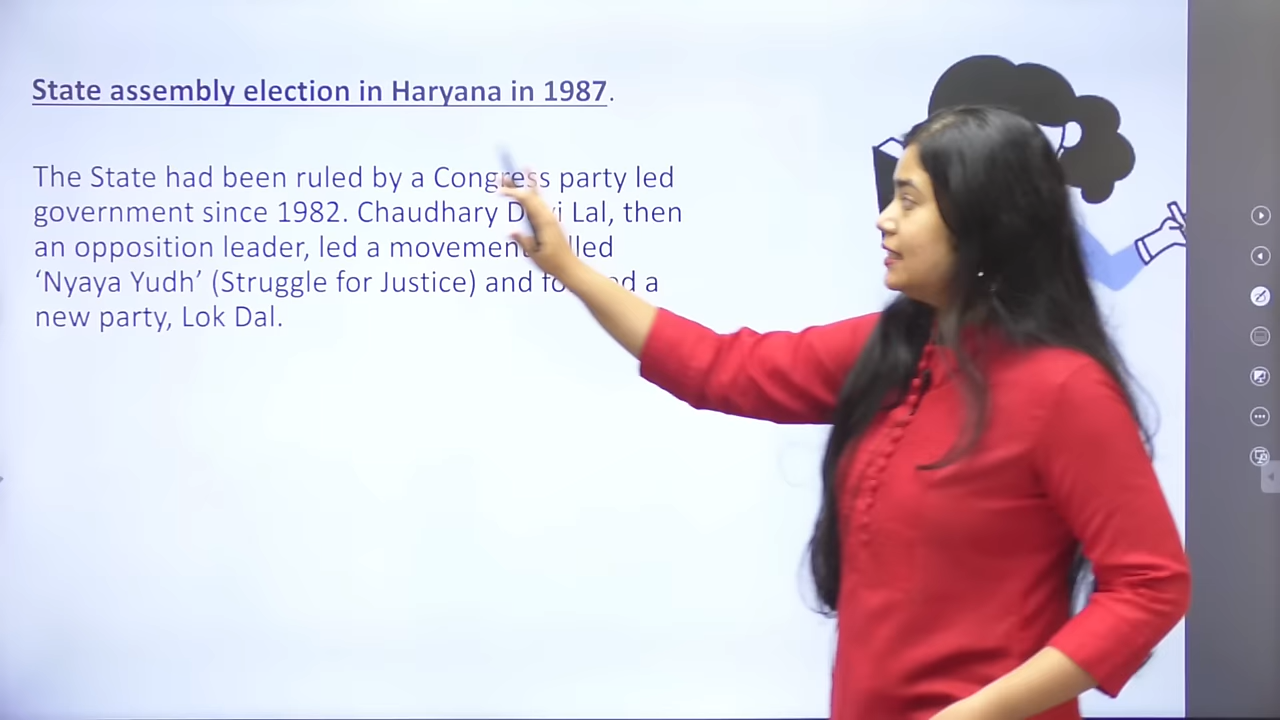 State assembly election in Haryana in 1987.
The State had been ruled by a Congress party led
government since 1982. Chaudhary Lal, then
an opposition leader, led a movement
‘Nyaya Yudh’ (Struggle for Justice) and a
new party, Lok Dal.